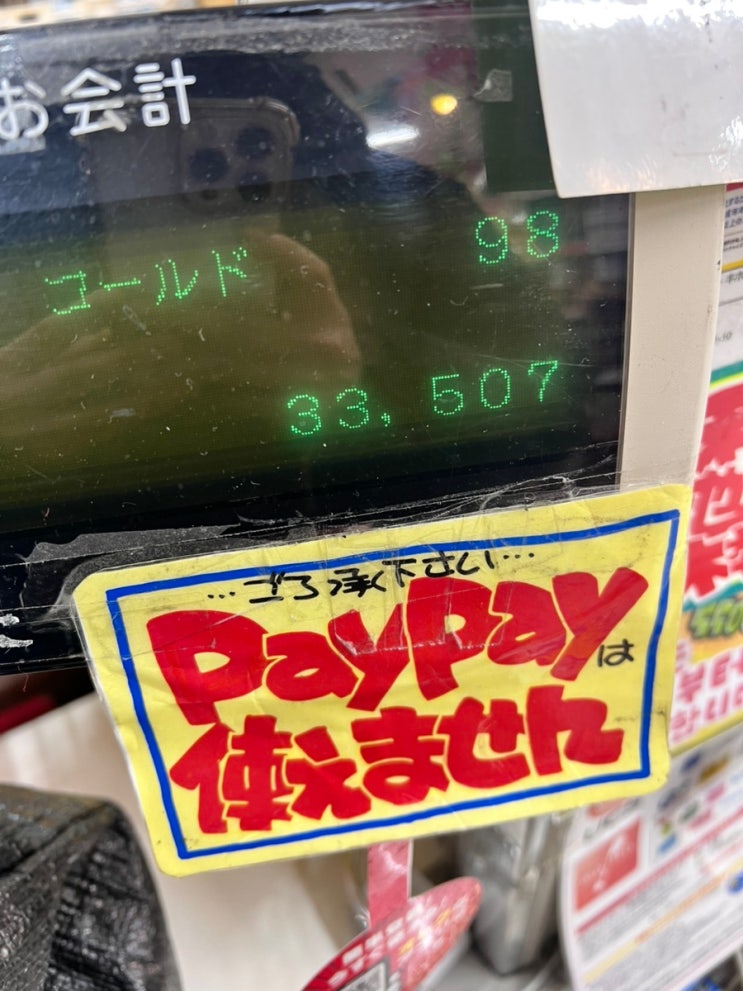 お会計
コールド 98
33,507
...ご了承下さい...
PayPayは
使えません